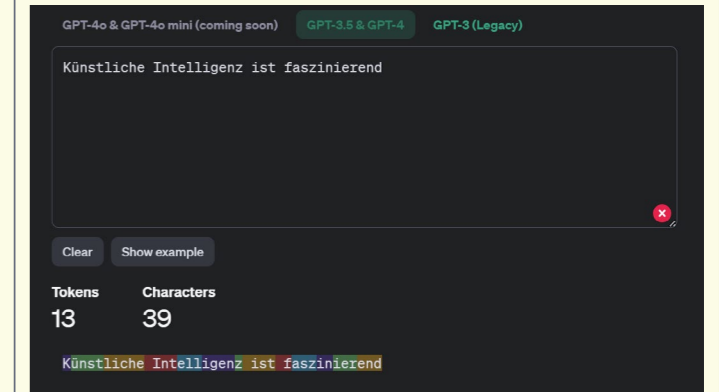 GPT-4o & GPT-4o mini (coming soon) GPT-3.5 & GPT-4 GPT-3 (Legacy)
Künstliche Intelligenz ist faszinierend
Clear Show example
Tokens Characters
13 39
Künstliche Intelligenz ist faszinierend